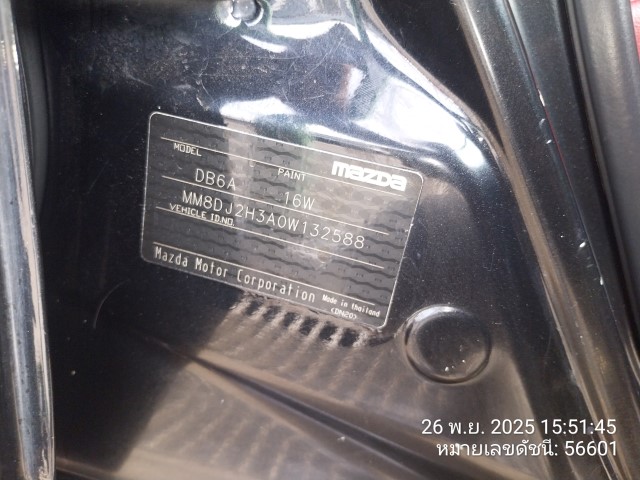 mazda
MODEL PAINT
DB6A 16W
MM8DJ2H3A0W132588
VEHICLE ID.NO.
Mazda Motor Corporation Made in thailand
<DN20>
26 พ.ย. 2025 15:51:45
หมายเลขดัชนี: 56601